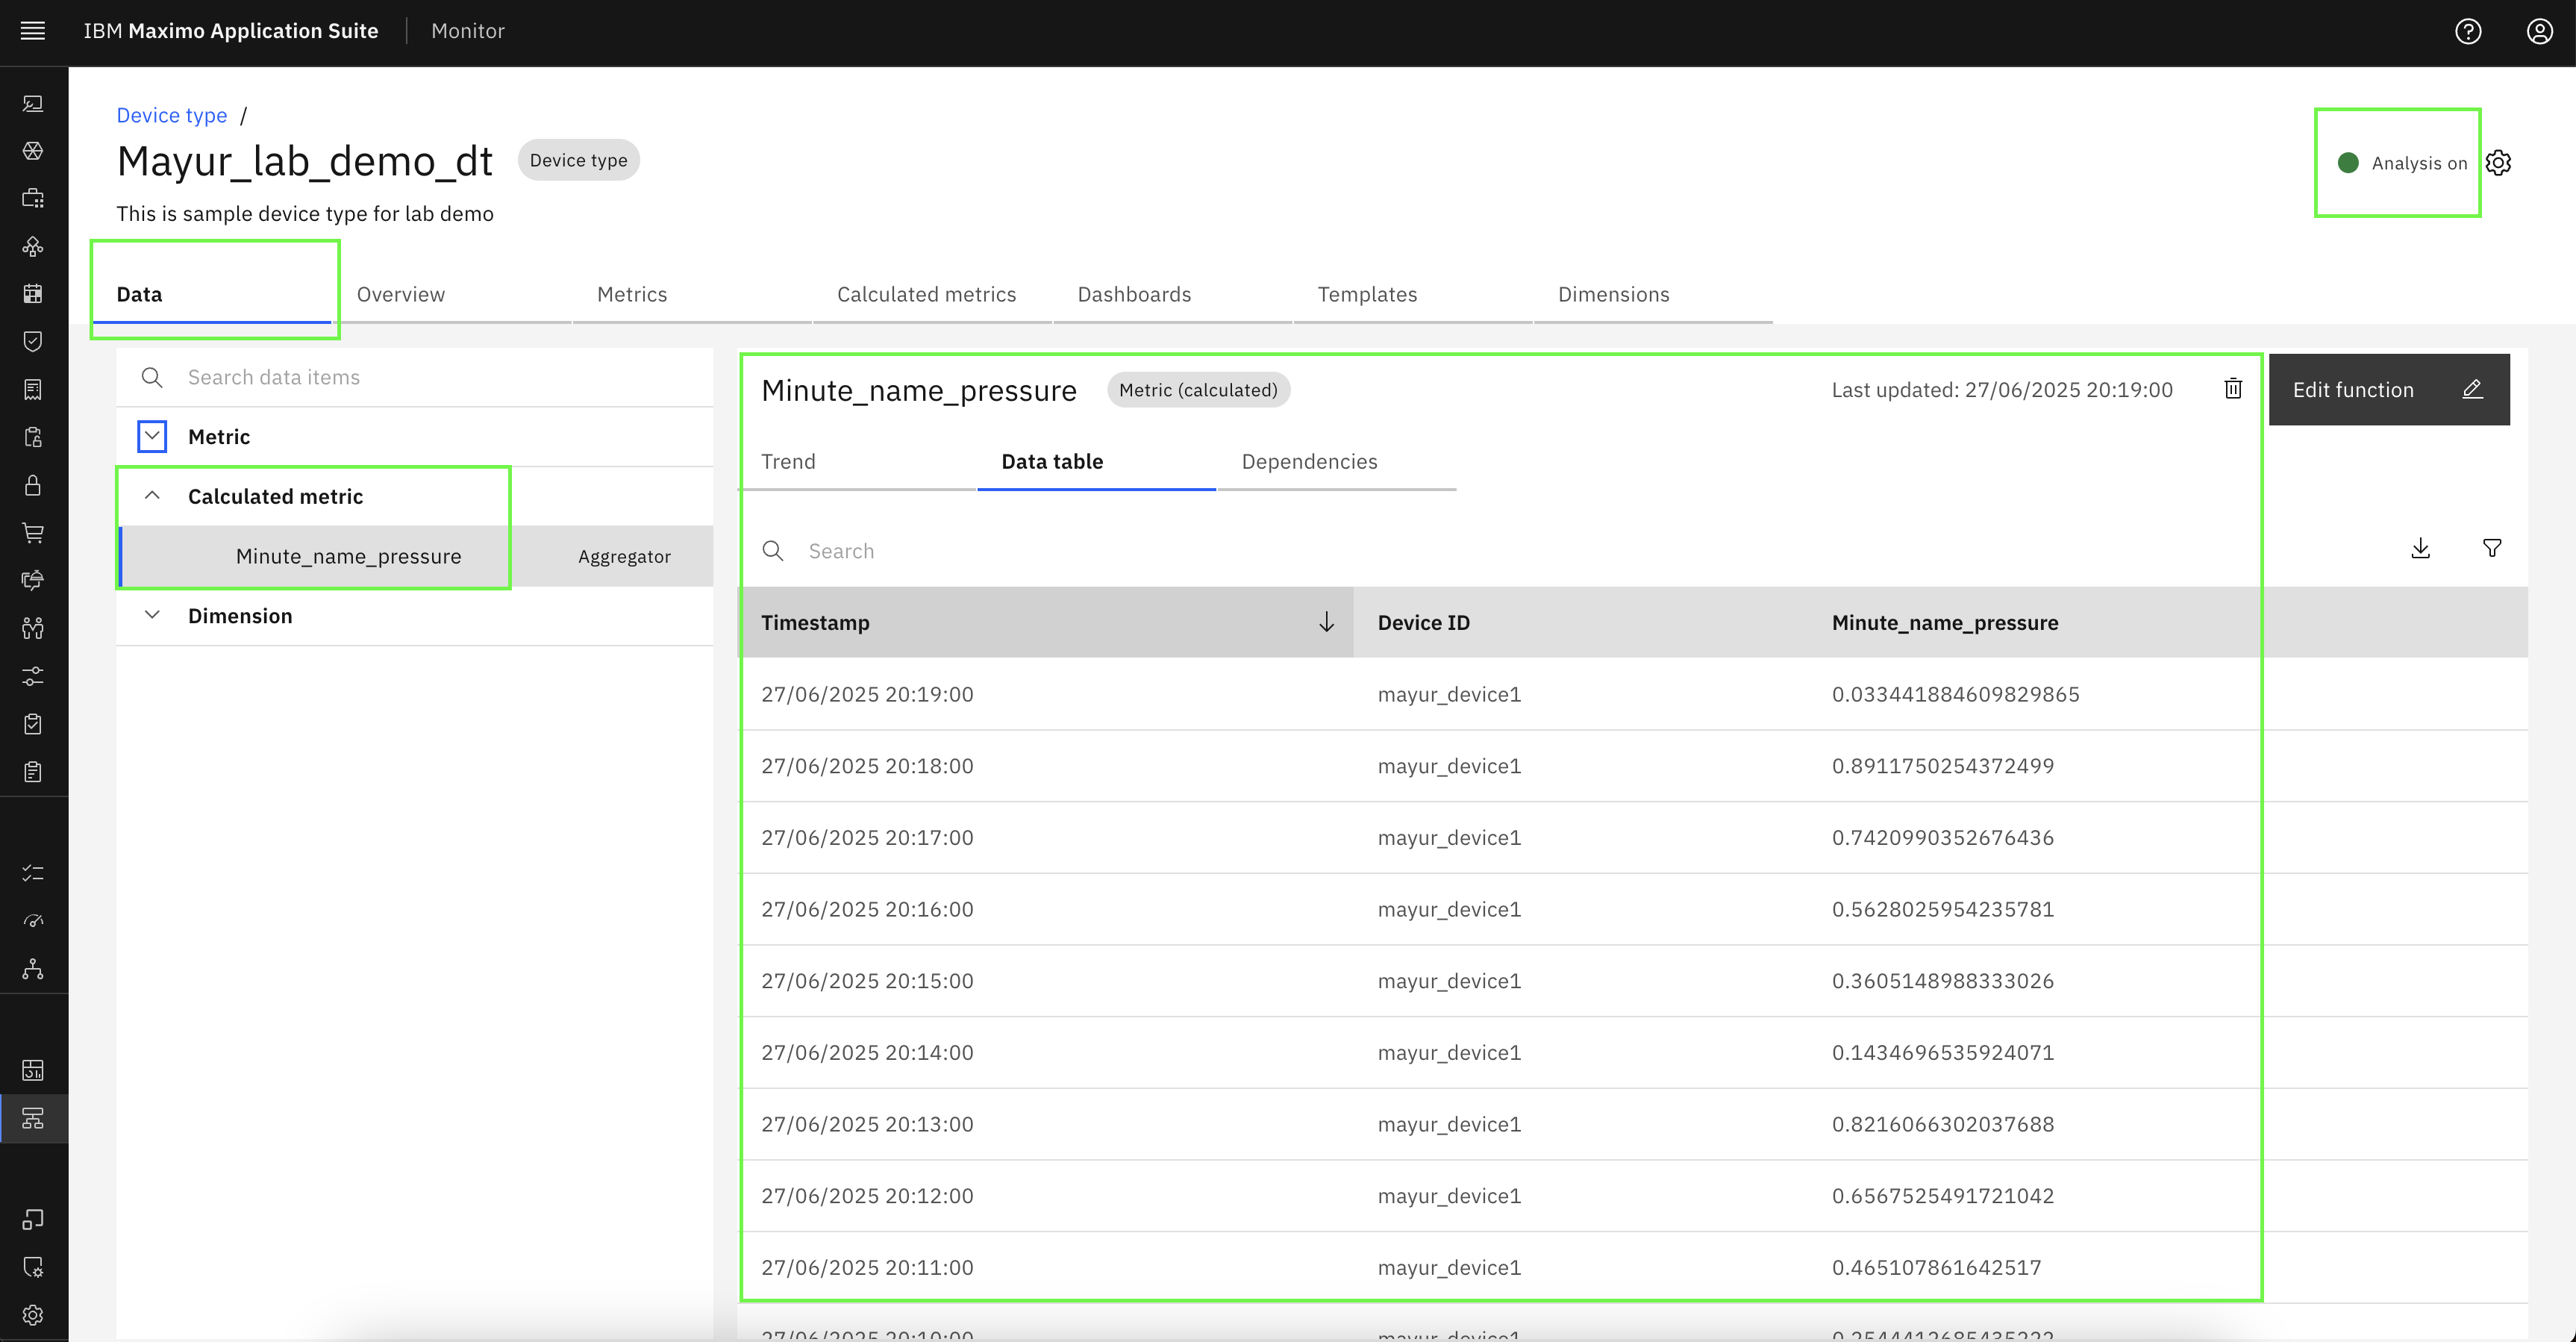 IBM Maximo Application Suite Monitor
Device type /
Mayur_lab_demo_dt Device type
Analysis on
This is sample device type for lab demo
Data Overview Metrics Calculated metrics Dashboards Templates Dimensions
Search data items
Metric
Calculated metric
Minute_name_pressure Aggregator
Dimension
Minute_name_pressure Metric (calculated) Last updated: 27/06/2025 20:19:00 Edit function
Trend Data table Dependencies
Search
Timestamp Device ID Minute_name_pressure
27/06/2025 20:19:00 mayur_device1 0.033441884609829865
27/06/2025 20:18:00 mayur_device1 0.8911750254372499
27/06/2025 20:17:00 mayur_device1 0.7420990352676436
27/06/2025 20:16:00 mayur_device1 0.5628025954235781
27/06/2025 20:15:00 mayur_device1 0.3605148988333026
27/06/2025 20:14:00 mayur_device1 0.1434696535924071
27/06/2025 20:13:00 mayur_device1 0.8216066302037688
27/06/2025 20:12:00 mayur_device1 0.6567525491721042
27/06/2025 20:11:00 mayur_device1 0.465107861642517
27/06/2025 20:10:00 mayur_device1